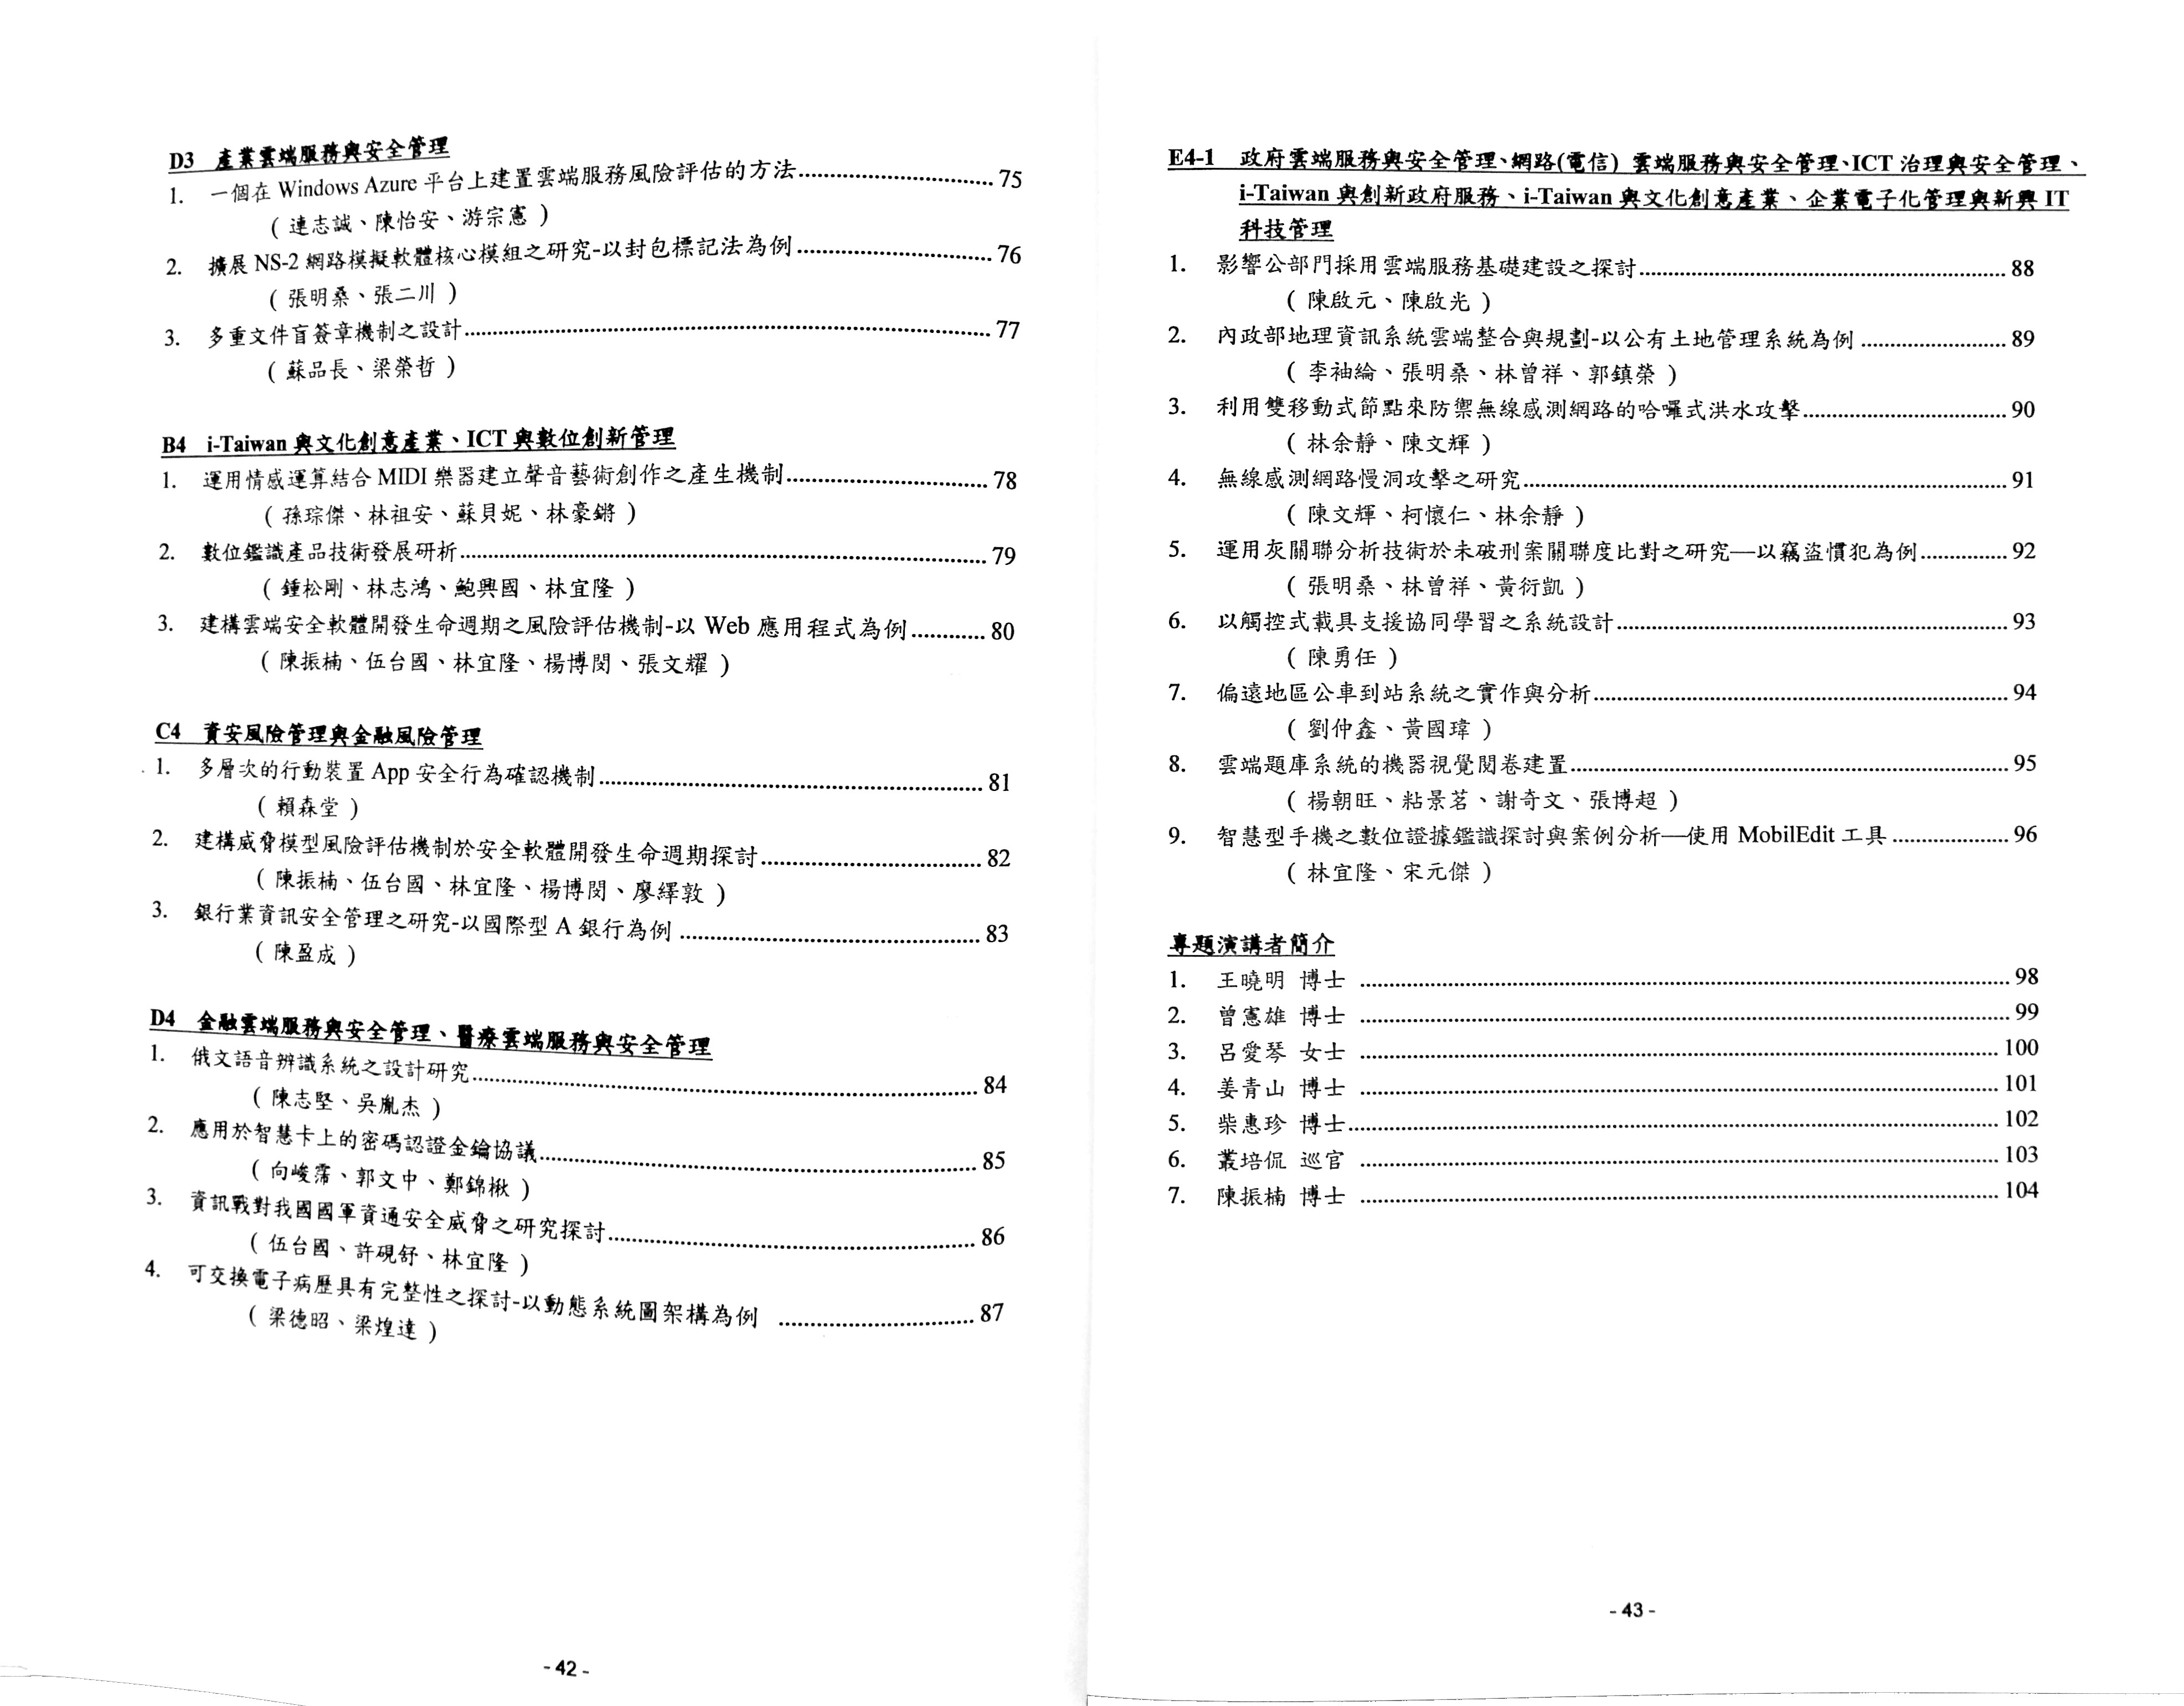 D3 產業雲端服務與安全管理
1. 一個在 Windows Azure 平台上建置雲端服務風險評估的方法 75
( 連志誠、陳怡安、游宗憲 )
2. 擴展 NS-2 網路模擬軟體核心模組之研究-以封包標記法為例 76
( 張明桑、張二川 )
3. 多重文件盲簽章機制之設計 77
( 蘇品長、梁榮哲 )
B4 i-Taiwan 與文化創意產業、ICT 與數位創新管理
1. 運用情感運算結合 MIDI 樂器建立聲音藝術創作之產生機制 78
( 孫琮傑、林祖安、蘇貝妮、林豪鏘 )
2. 數位鑑識產品技術發展研析 79
( 鍾松剛、林志鴻、鮑興國、林宜隆 )
3. 建構雲端安全軟體開發生命週期之風險評估機制-以 Web 應用程式為例 80
( 陳振楠、伍台國、林宜隆、楊博閔、張文耀 )
C4 資安風險管理與金融風險管理
1. 多層次的行動裝置 App 安全行為確認機制 81
( 賴森堂 )
2. 建構威脅模型風險評估機制於安全軟體開發生命週期探討 82
( 陳振楠、伍台國、林宜隆、楊博閔、廖繹敦 )
3. 銀行業資訊安全管理之研究-以國際型 A 銀行為例 83
( 陳盈成 )
D4 金融雲端服務與安全管理、醫療雲端服務與安全管理
1. 俄文語音辨識系統之設計研究 84
( 陳志堅、吳胤杰 )
2. 應用於智慧卡上的密碼認證金鑰協議 85
( 向峻霈、郭文中、鄭錦楸 )
3. 資訊戰對我國國軍資通安全威脅之研究探討 86
( 伍台國、許硯舒、林宜隆 )
4. 可交換電子病歷具有完整性之探討-以動態系統圖架構為例 87
( 梁德昭、梁煌達 )
- 42 -
E4-1 政府雲端服務與安全管理、網路(電信) 雲端服務與安全管理、ICT 治理與安全管理、
i-Taiwan 與創新政府服務、i-Taiwan 與文化創意產業、企業電子化管理與新興 IT
科技管理
1. 影響公部門採用雲端服務基礎建設之探討 88
( 陳啟元、陳啟光 )
2. 內政部地理資訊系統雲端整合與規劃-以公有土地管理系統為例 89
( 李袖綸、張明桑、林曾祥、郭鎮榮 )
3. 利用雙移動式節點來防禦無線感測網路的哈囉式洪水攻擊 90
( 林余靜、陳文輝 )
4. 無線感測網路慢洞攻擊之研究 91
( 陳文輝、柯懷仁、林余靜 )
5. 運用灰關聯分析技術於未破刑案關聯度比對之研究—以竊盜慣犯為例 92
( 張明桑、林曾祥、黃衍凱 )
6. 以觸控式載具支援協同學習之系統設計 93
( 陳勇任 )
7. 偏遠地區公車到站系統之實作與分析 94
( 劉仲鑫、黃國瑋 )
8. 雲端題庫系統的機器視覺閱卷建置 95
( 楊朝旺、粘景茗、謝奇文、張博超 )
9. 智慧型手機之數位證據鑑識探討與案例分析—使用 MobilEdit 工具 96
( 林宜隆、宋元傑 )
專題演講者簡介
1. 王曉明 博士 98
2. 曾憲雄 博士 99
3. 呂愛琴 女士 100
4. 姜青山 博士 101
5. 柴惠珍 博士 102
6. 叢培侃 巡官 103
7. 陳振楠 博士 104
- 43 -